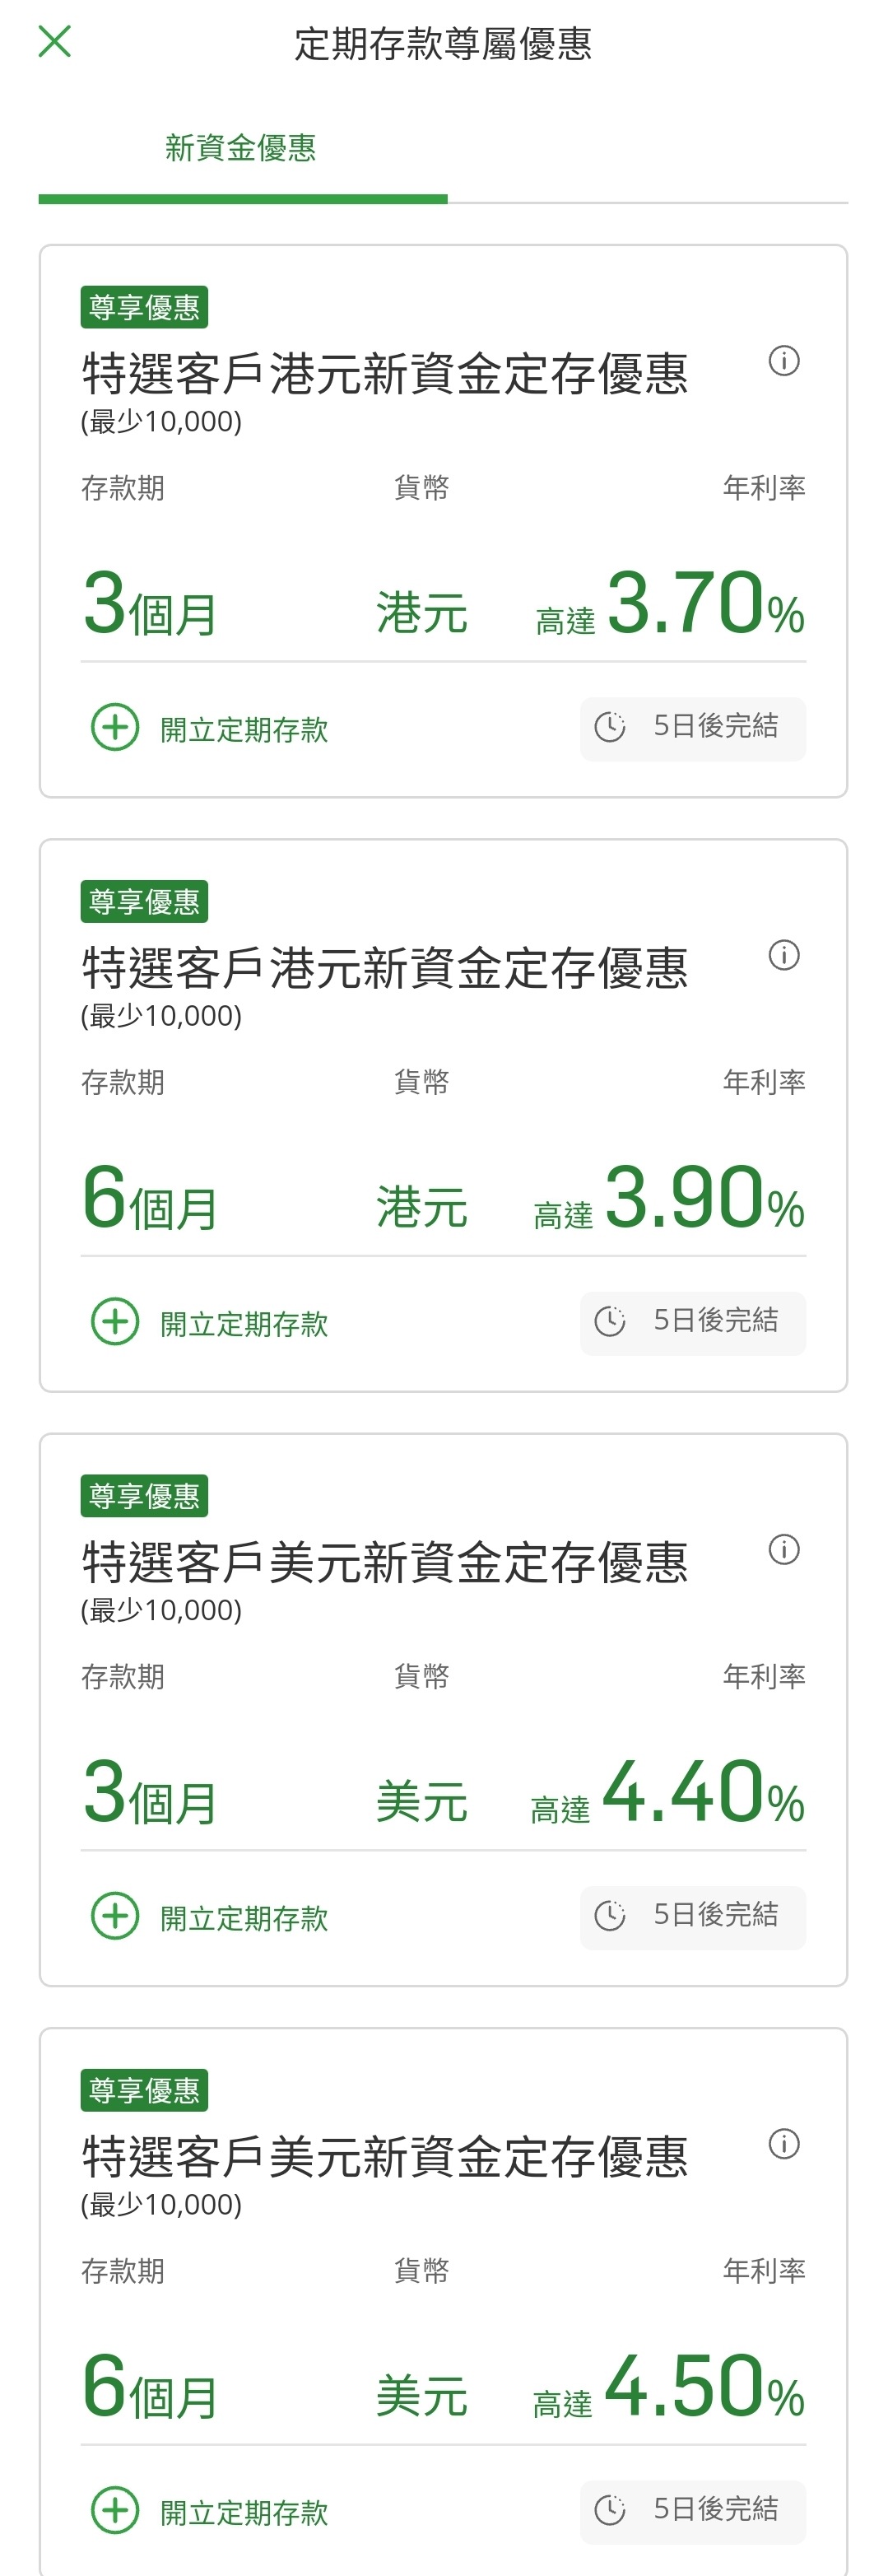 定期存款尊屬優惠
新資金優惠
尊享優惠
特選客戶港元新資金定存優惠
(最少10,000)
存款期 貨幣 年利率
3個月 港元 高達 3.70%
開立定期存款 5日後完結
尊享優惠
特選客戶港元新資金定存優惠
(最少10,000)
存款期 貨幣 年利率
6個月 港元 高達 3.90%
開立定期存款 5日後完結
尊享優惠
特選客戶美元新資金定存優惠
(最少10,000)
存款期 貨幣 年利率
3個月 美元 高達 4.40%
開立定期存款 5日後完結
尊享優惠
特選客戶美元新資金定存優惠
(最少10,000)
存款期 貨幣 年利率
6個月 美元 高達 4.50%
開立定期存款 5日後完結